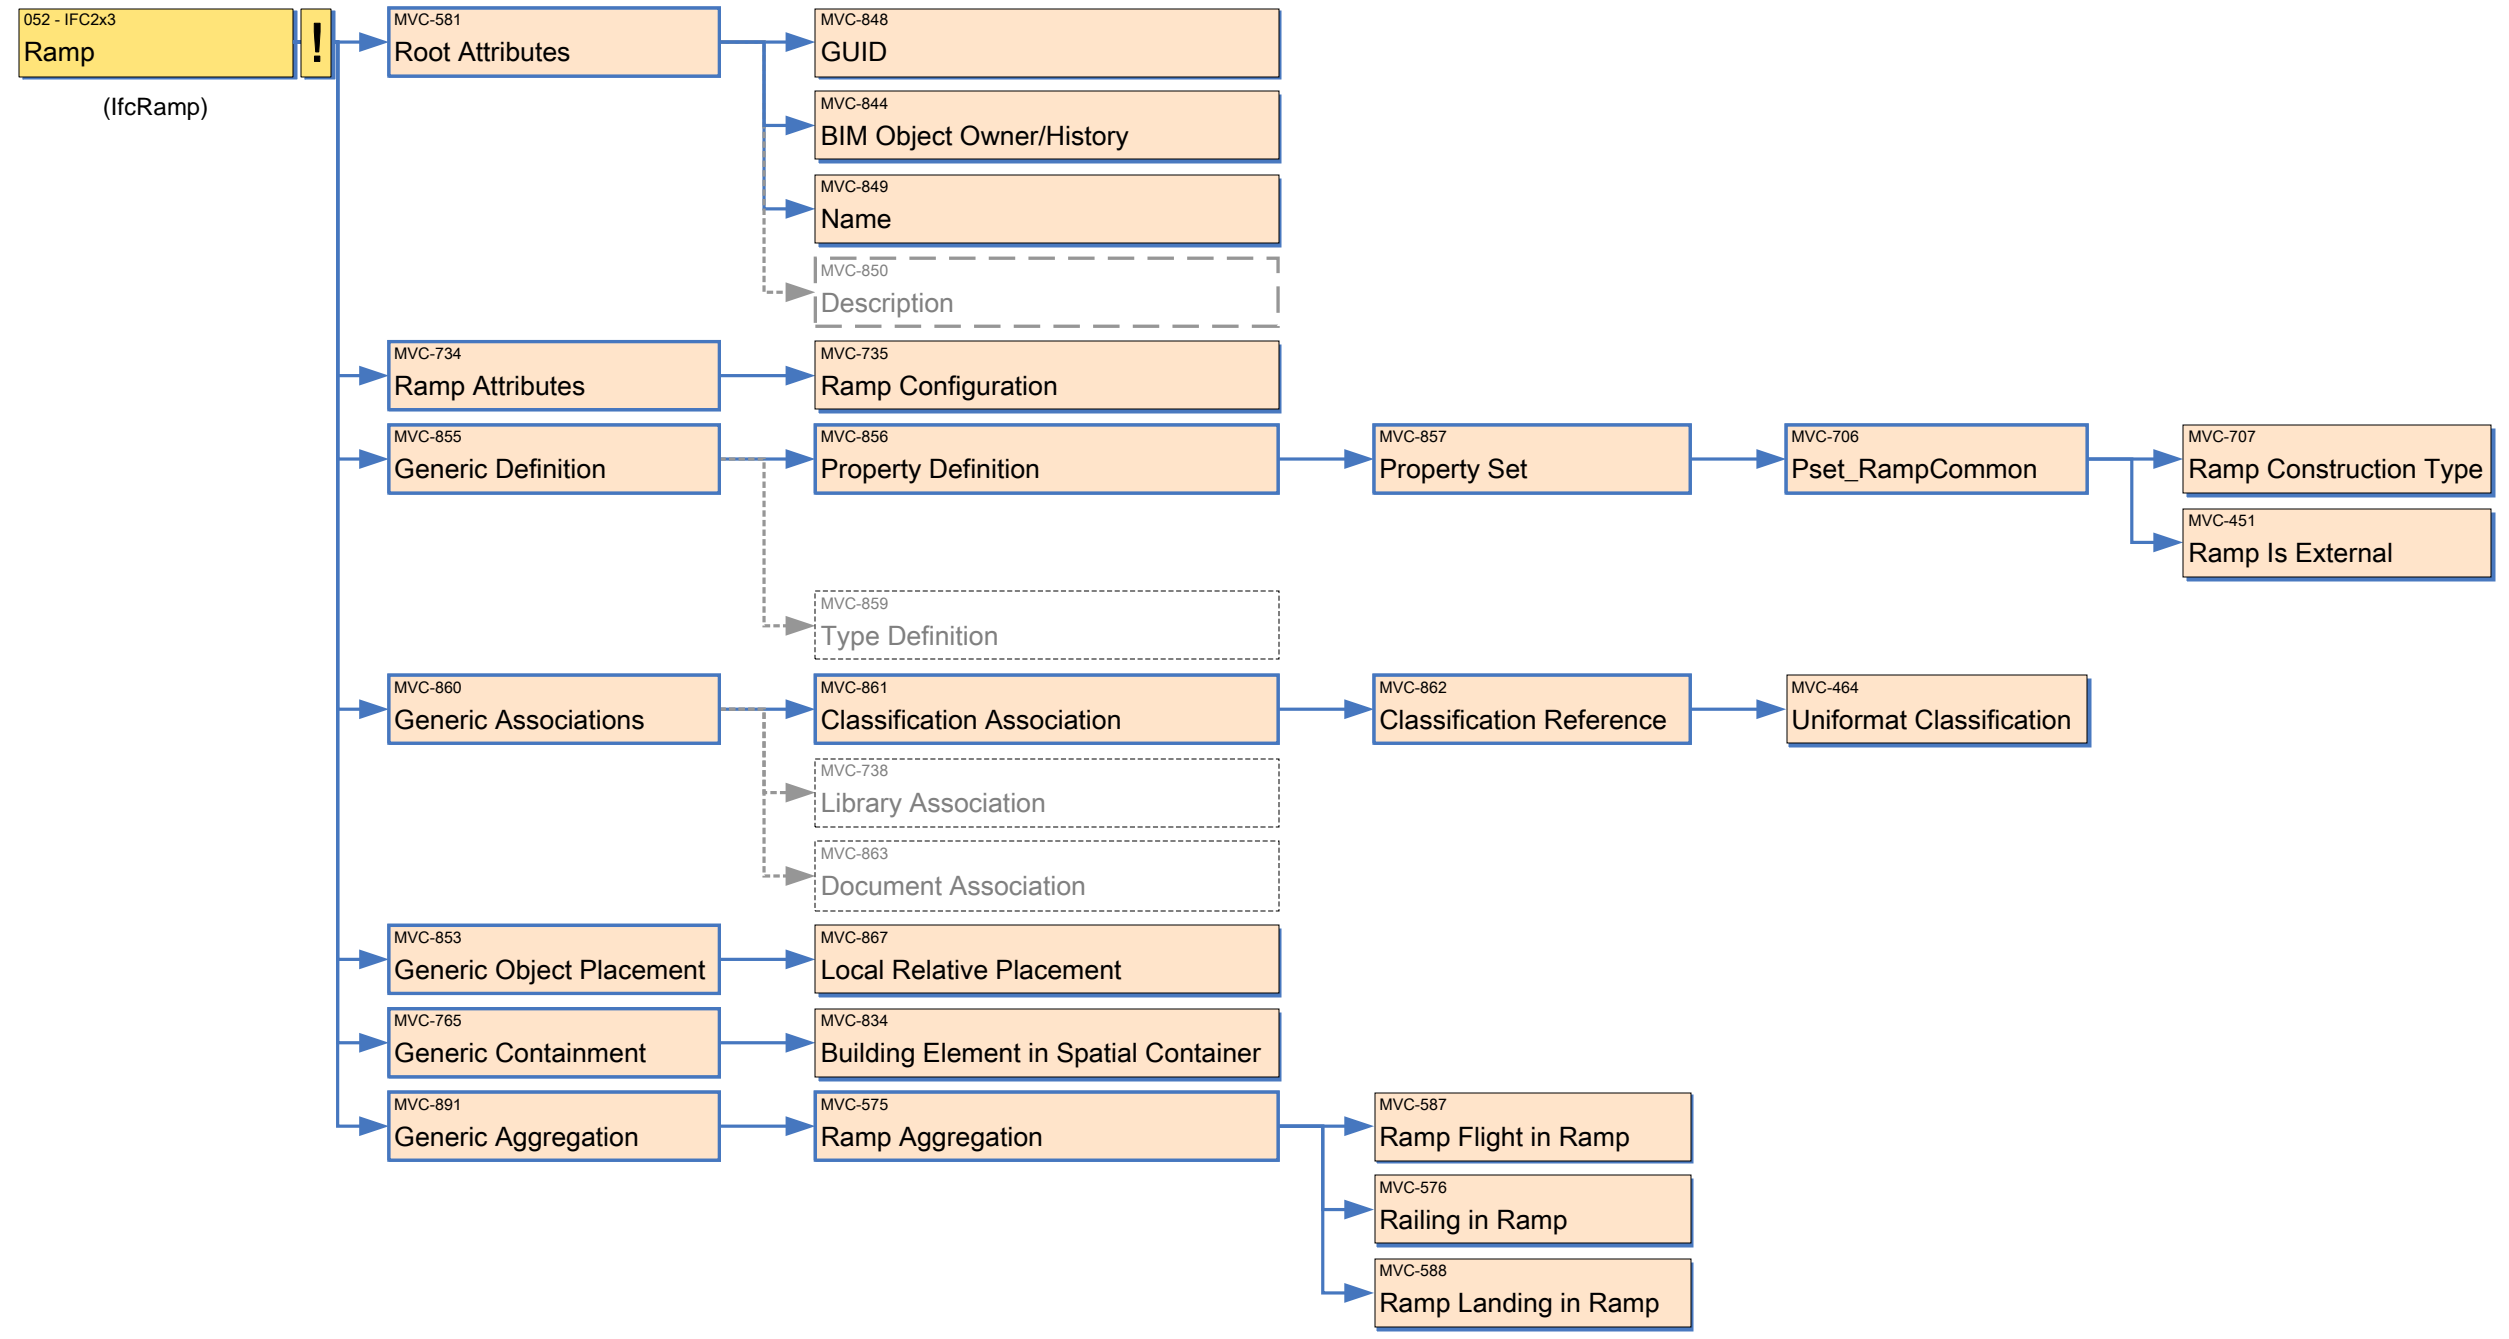 052 - IFC2x3
Ramp
!
(IfcRamp)
MVC-581
Root Attributes
MVC-848
GUID
MVC-844
BIM Object Owner/History
MVC-849
Name
MVC-850
Description
MVC-734
Ramp Attributes
MVC-735
Ramp Configuration
MVC-855
Generic Definition
MVC-856
Property Definition
MVC-857
Property Set
MVC-706
Pset_RampCommon
MVC-707
Ramp Construction Type
MVC-451
Ramp Is External
MVC-859
Type Definition
MVC-860
Generic Associations
MVC-861
Classification Association
MVC-862
Classification Reference
MVC-464
Uniformat Classification
MVC-738
Library Association
MVC-863
Document Association
MVC-853
Generic Object Placement
MVC-867
Local Relative Placement
MVC-765
Generic Containment
MVC-834
Building Element in Spatial Container
MVC-891
Generic Aggregation
MVC-575
Ramp Aggregation
MVC-587
Ramp Flight in Ramp
MVC-576
Railing in Ramp
MVC-588
Ramp Landing in Ramp